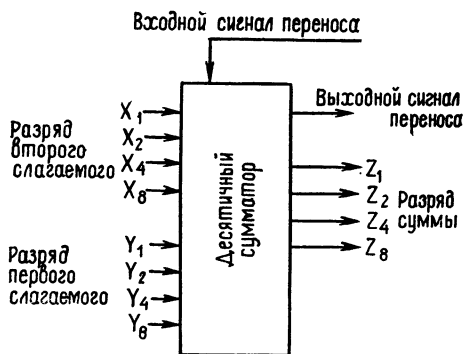 Входной сигнал переноса
Выходной сигнал
переноса
Разряд
второго
слагаемого
X1
X2
X4
X8
Разряд
первого
слагаемого
Y1
Y2
Y4
Y8
Десятичный
сумматор
Z1
Z2
Z4
Z8
Разряд
суммы